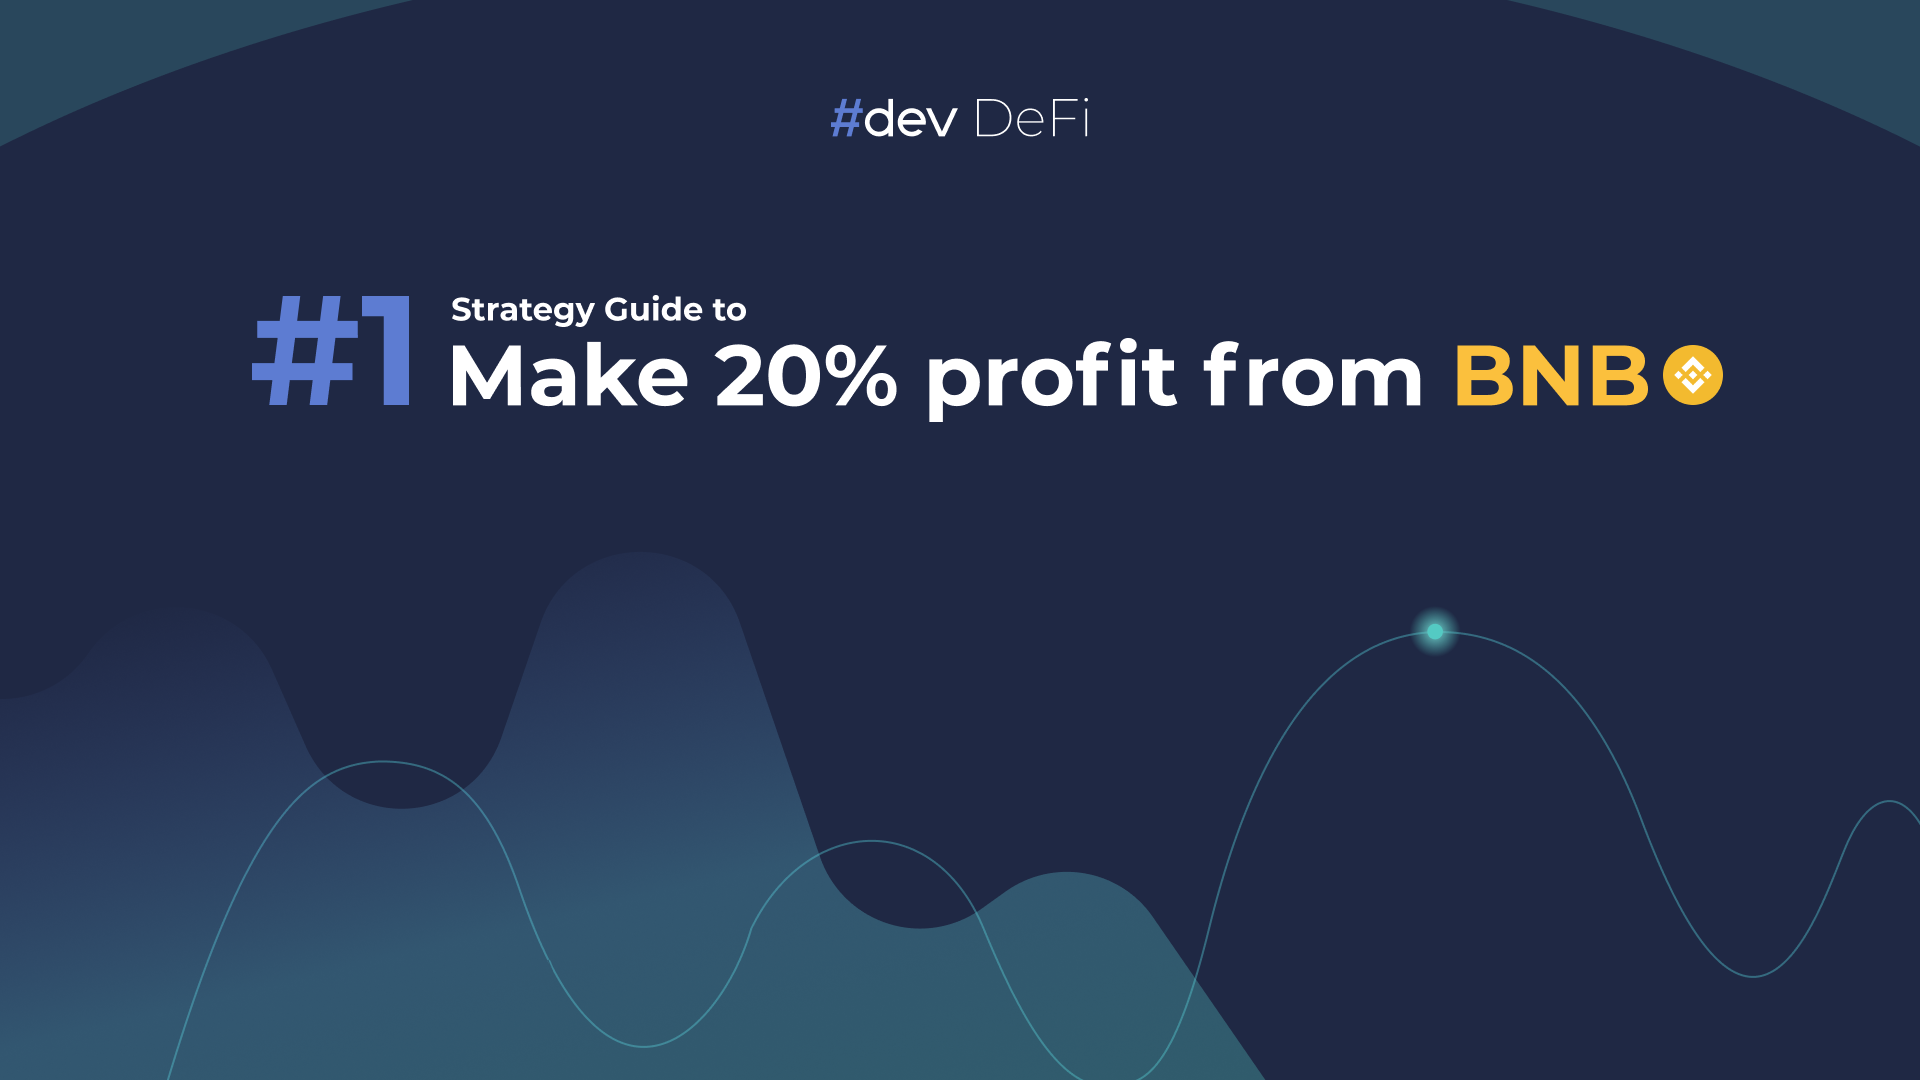 #dev DeFi
#1
Strategy Guide to
Make 20% profit from BNB